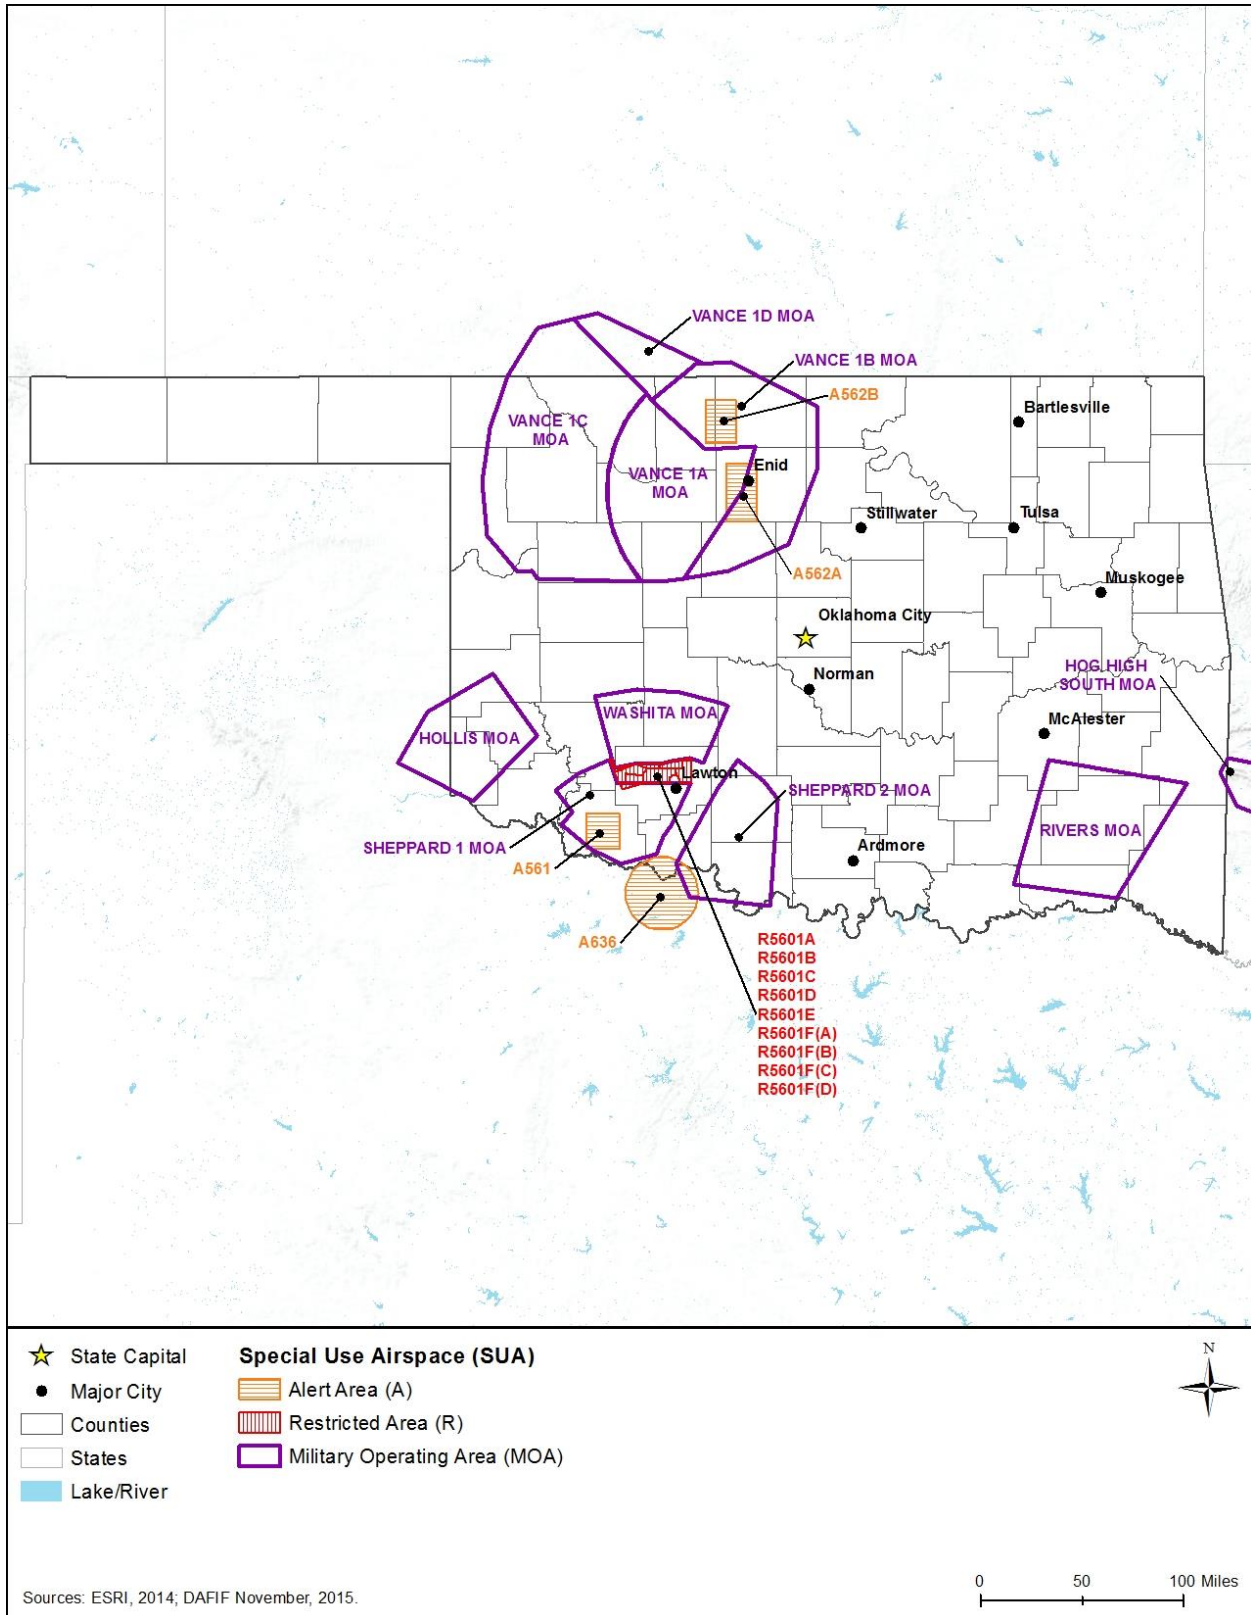 VANCE 1D MOA
VANCE 1B MOA
A562B
Bartlesville
VANCE 1C
MOA
VANCE 1A
MOA
Enid
Stillwater
Tulsa
A562A
Muskogee
Oklahoma City
Norman
HOG HIGH
SOUTH MOA
WASHITA MOA
McAlester
HOLLIS MOA
Lawton
SHEPPARD 2 MOA
RIVERS MOA
SHEPPARD 1 MOA
Ardmore
A561
A636
R5601A
R5601B
R5601C
R5601D
R5601E
R5601F(A)
R5601F(B)
R5601F(C)
R5601F(D)
State Capital
Major City
Counties
States
Lake/River
Special Use Airspace (SUA)
Alert Area (A)
Restricted Area (R)
Military Operating Area (MOA)
N
Sources: ESRI, 2014; DAFIF November, 2015.
0 50 100 Miles